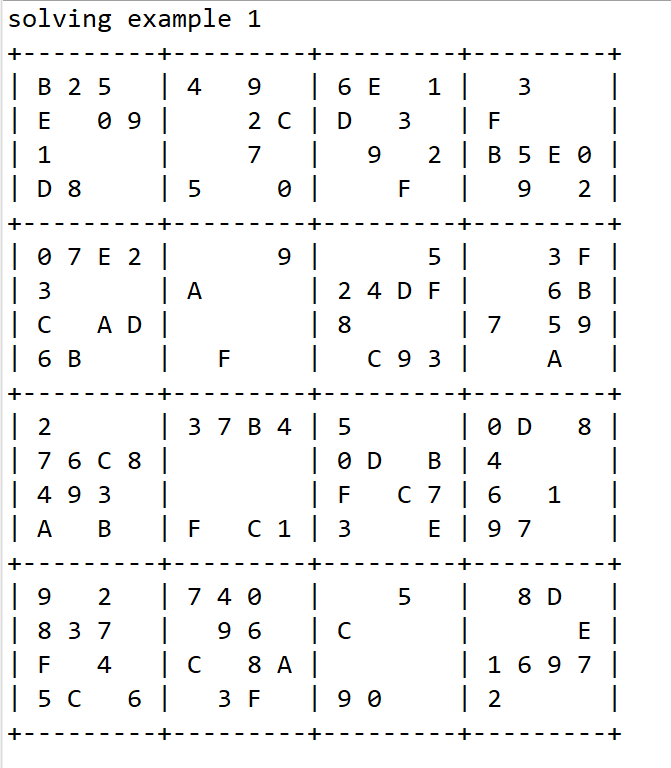 solving example 1
+---------+---------+---------+---------+
| B 2 5   | 4   9   | 6 E   1 |   3     |
| E   0 9 |     2 C | D   3   | F       |
| 1       |     7   |   9   2 | B 5 E 0 |
| D 8     | 5     0 |     F   |   9   2 |
+---------+---------+---------+---------+
| 0 7 E 2 |       9 |       5 |     3 F |
| 3       | A       | 2 4 D F |     6 B |
| C   A D |         | 8       | 7   5 9 |
| 6 B     |   F     |   C 9 3 |     A   |
+---------+---------+---------+---------+
| 2       | 3 7 B 4 | 5       | 0 D   8 |
| 7 6 C 8 |         | 0 D   B | 4       |
| 4 9 3   |         | F   C 7 | 6   1   |
| A   B   | F   C 1 | 3     E | 9 7     |
+---------+---------+---------+---------+
| 9   2   | 7 4 0   |     5   |   8 D   |
| 8 3 7   |   9 6   | C       |       E |
| F   4   | C   8 A |         | 1 6 9 7 |
| 5 C   6 |   3 F   | 9 0     | 2       |
+---------+---------+---------+---------+